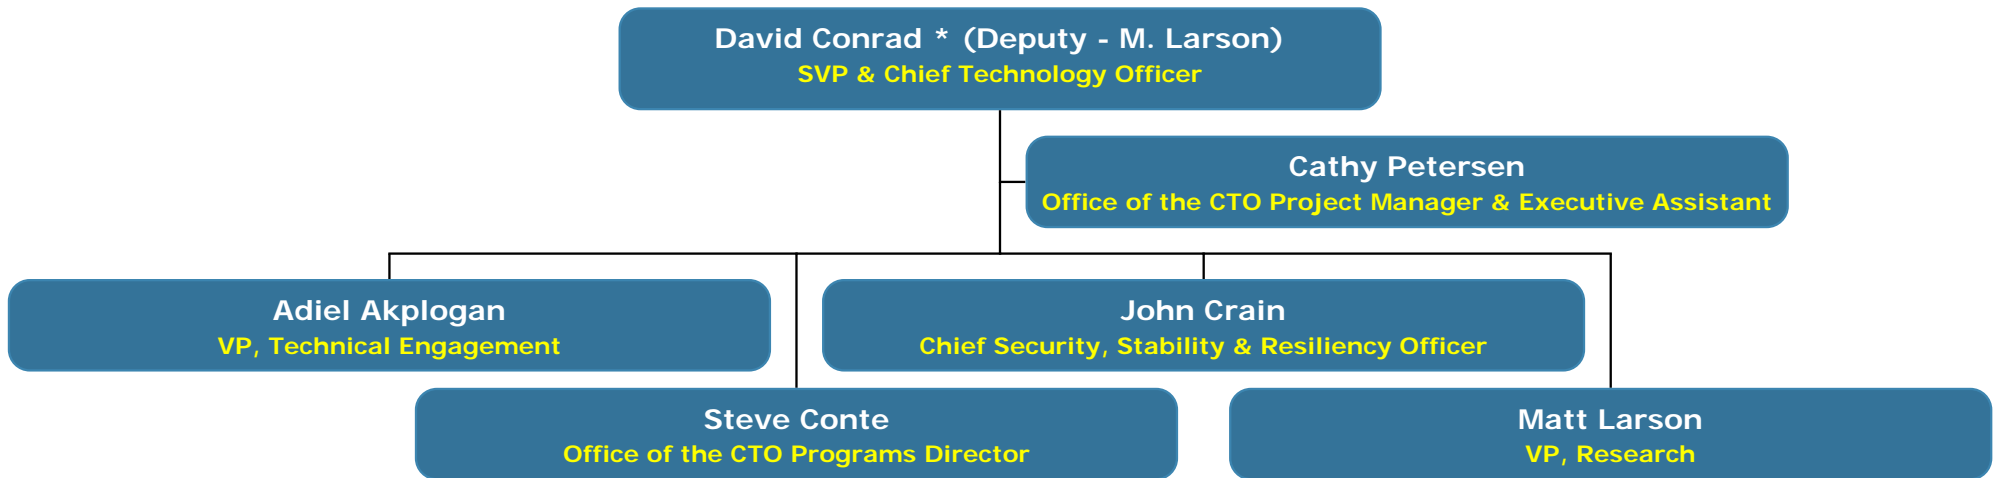 David Conrad * (Deputy - M. Larson)
SVP & Chief Technology Officer
Cathy Petersen
Office of the CTO Project Manager & Executive Assistant
Adiel Akplogan
VP, Technical Engagement
John Crain
Chief Security, Stability & Resiliency Officer
Steve Conte
Office of the CTO Programs Director
Matt Larson
VP, Research